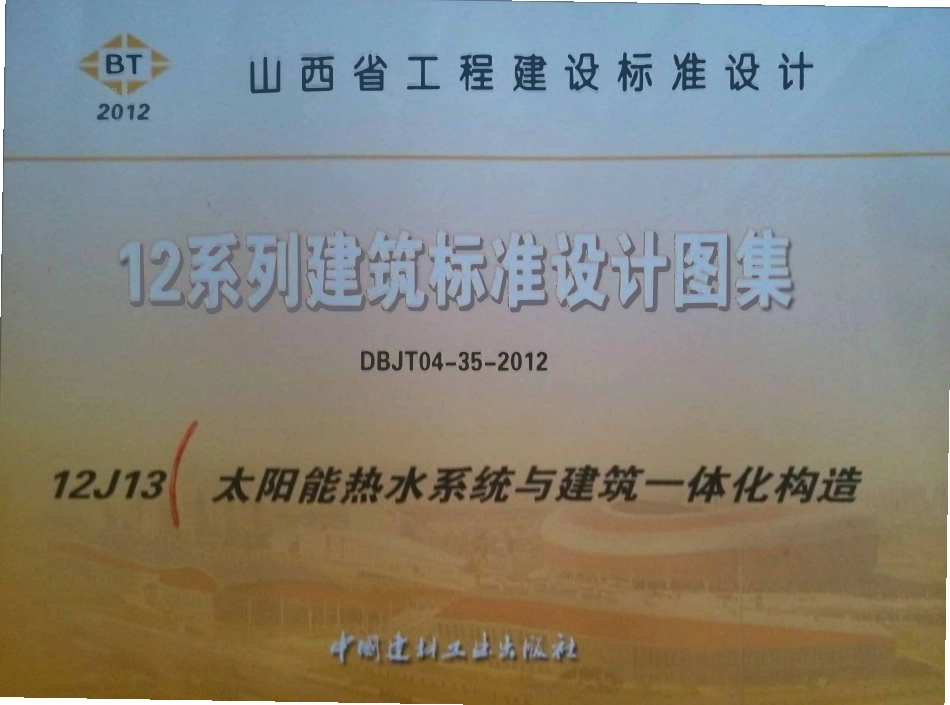 BT
2012
山西省工程建设标准设计
12系列建筑标准设计图集
DBJT04-35-2012
12J13 太阳能热水系统与建筑一体化构造
中国建材工业出版社